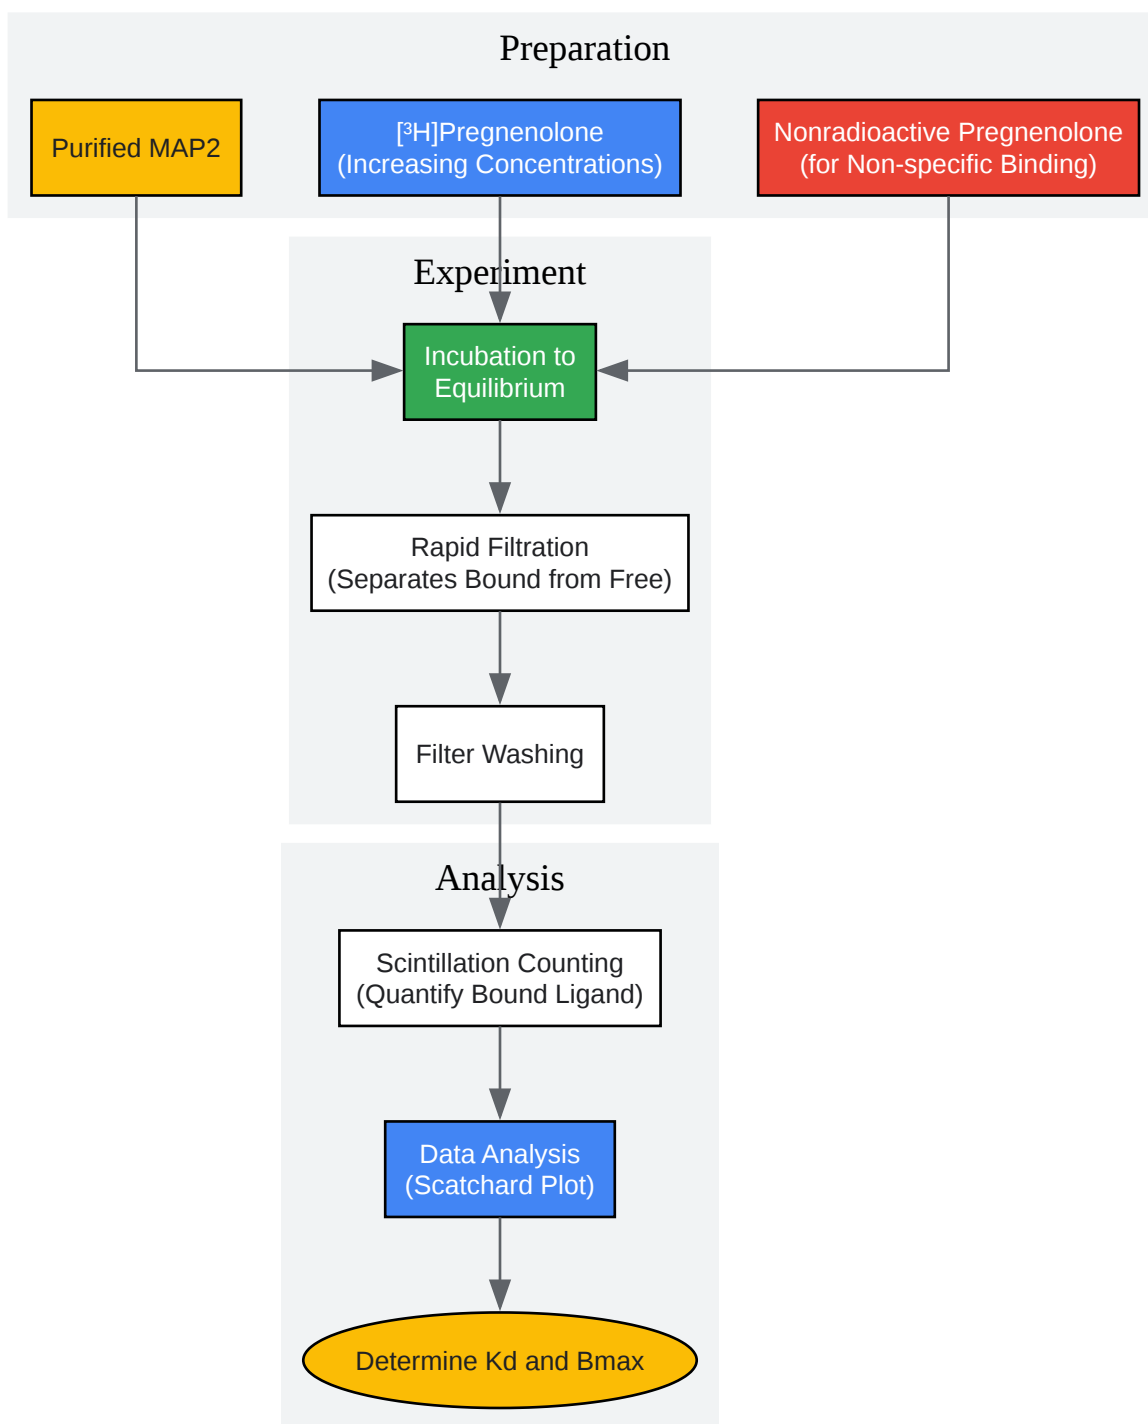 Preparation
Purified MAP2
[³H]Pregnenolone
(Increasing Concentrations)
Nonradioactive Pregnenolone
(for Non-specific Binding)
Experiment
Incubation to
Equilibrium
Rapid Filtration
(Separates Bound from Free)
Filter Washing
Analysis
Scintillation Counting
(Quantify Bound Ligand)
Data Analysis
(Scatchard Plot)
Determine Kd and Bmax